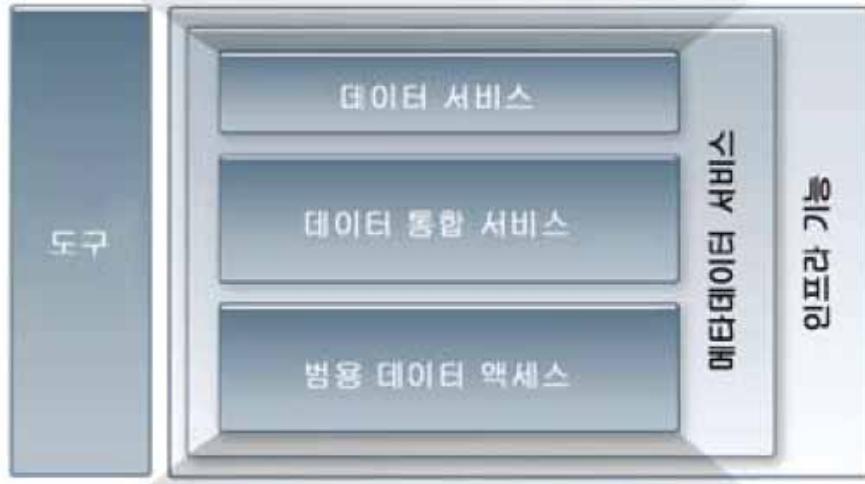 도구
데이터 서비스
데이터 통합 서비스
범용 데이터 액세스
메타데이터 서비스
인프라 기능